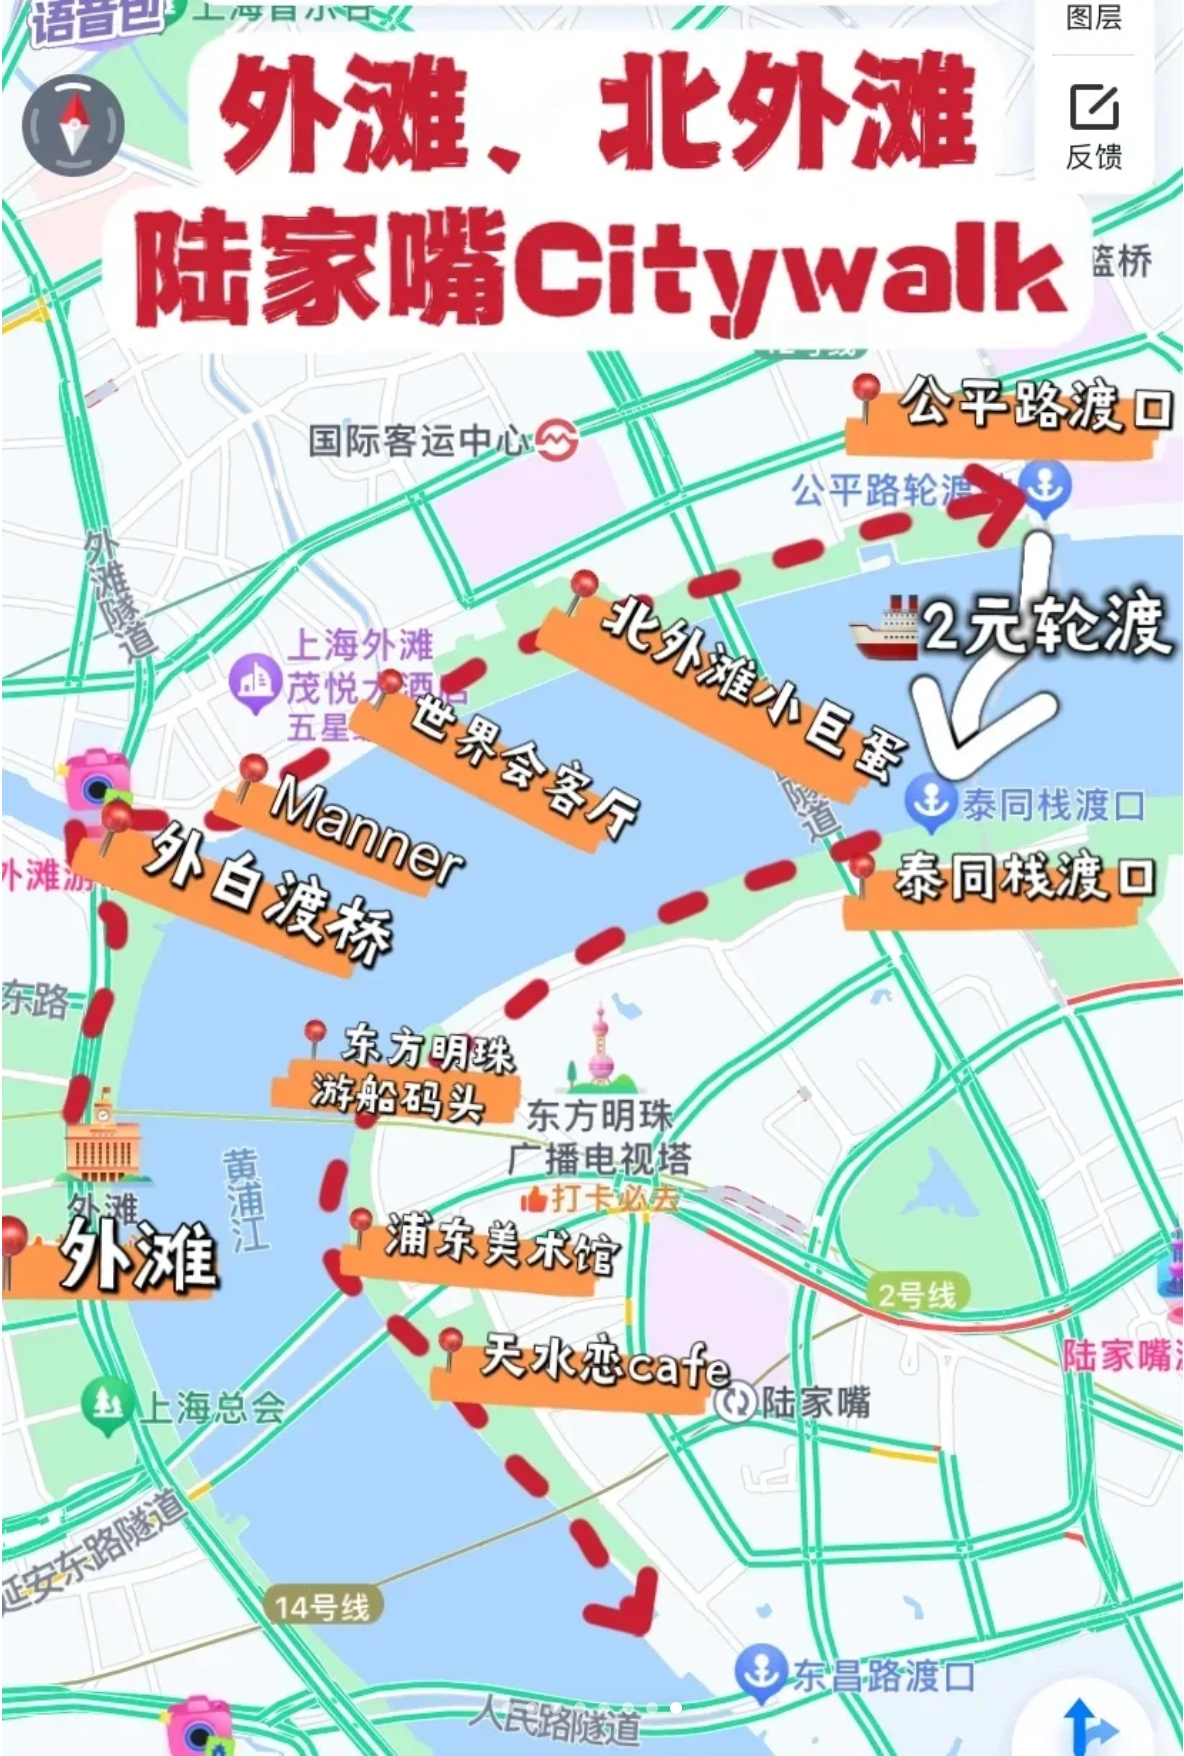 语音包
上海音乐谷
图层
外滩、北外滩
反馈
陆家嘴Citywalk
篮桥
12号线
公平路渡口
国际客运中心
公平路轮渡
外滩隧道
北外滩小巨蛋
2元轮渡
上海外滩
茂悦大酒店
五星
世界会客厅
Manner
隧道
泰同栈渡口
外白渡桥
外滩游
泰同栈渡口
东路
东方明珠
游船码头
东方明珠
广播电视塔
打卡必去
黄浦江
外滩
外滩
浦东美术馆
2号线
天水恋cafe
陆家嘴
陆家嘴
上海总会
延安东路隧道
14号线
东昌路渡口
人民路隧道